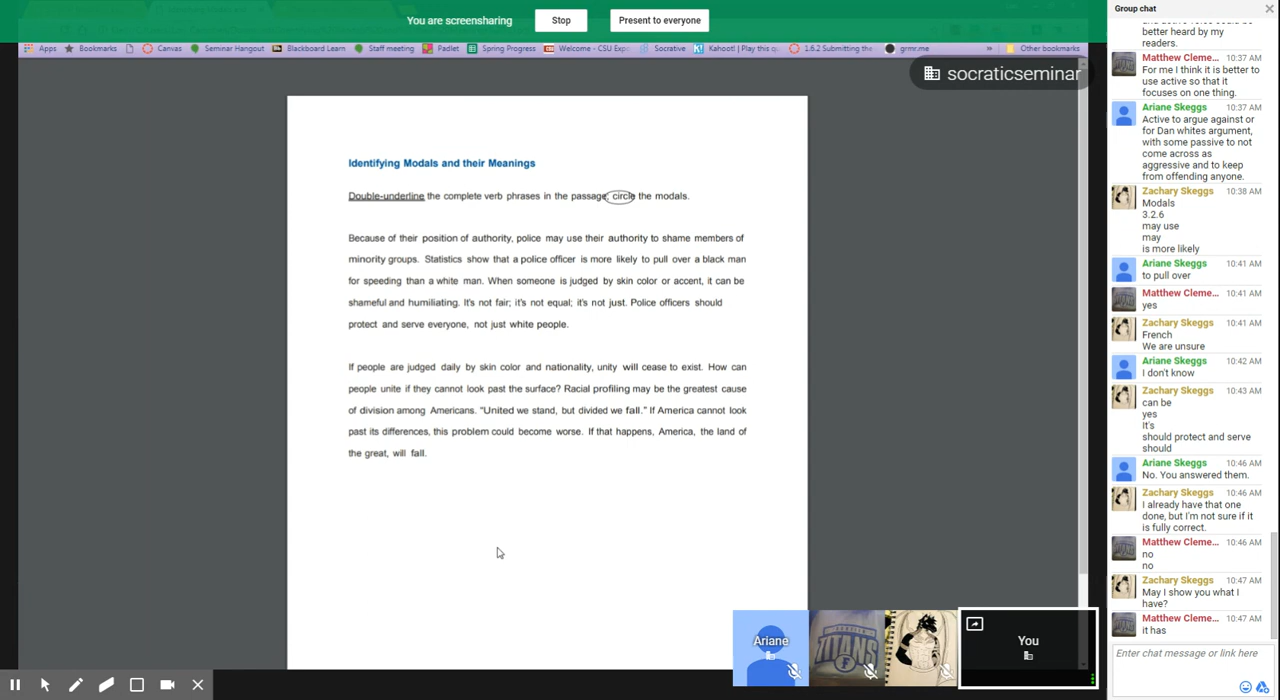 You are screensharing
Stop
Present to everyone
Group chat
Apps
Bookmarks
Canvas
Seminar Hangout
Blackboard Learn
Staff meeting
Padlet
Spring Progress
Welcome - CSU Exp
Socrative
Kahoot! | Play this q
1.6.2 Submitting the
grmr.me
»
Other bookmarks
socraticseminar
Identifying Modals and their Meanings
Double-underline the complete verb phrases in the passage; circle the modals.
Because of their position of authority, police may use their authority to shame members of
minority groups. Statistics show that a police officer is more likely to pull over a black man
for speeding than a white man. When someone is judged by skin color or accent, it can be
shameful and humiliating. It's not fair; it's not equal; it's not just. Police officers should
protect and serve everyone, not just white people.
If people are judged daily by skin color and nationality, unity will cease to exist. How can
people unite if they cannot look past the surface? Racial profiling may be the greatest cause
of division among Americans. "United we stand, but divided we fall." If America cannot look
past its differences, this problem could become worse. If that happens, America, the land of
the great, will fall.
better heard by my
readers.
Matthew Cleme... 10:37 AM
For me I think it is better to
use active so that it
focuses on one thing.
Ariane Skeggs 10:37 AM
Active to argue against or
for Dan whites argument,
with some passive to not
come across as
aggressive and to keep
from offending anyone.
Zachary Skeggs 10:38 AM
Modals
3.2.6
may use
may
is more likely
Ariane Skeggs 10:41 AM
to pull over
Matthew Cleme... 10:41 AM
yes
Zachary Skeggs 10:41 AM
French
We are unsure
Ariane Skeggs 10:42 AM
I don't know
Zachary Skeggs 10:43 AM
can be
yes
It's
should protect and serve
should
Ariane Skeggs 10:46 AM
No. You answered them.
Zachary Skeggs 10:46 AM
I already have that one
done, but I'm not sure if it
is fully correct.
Matthew Cleme... 10:46 AM
no
no
Zachary Skeggs 10:47 AM
May I show you what I
have?
Matthew Cleme... 10:47 AM
it has
Enter chat message or link here
Ariane
TITANS
You